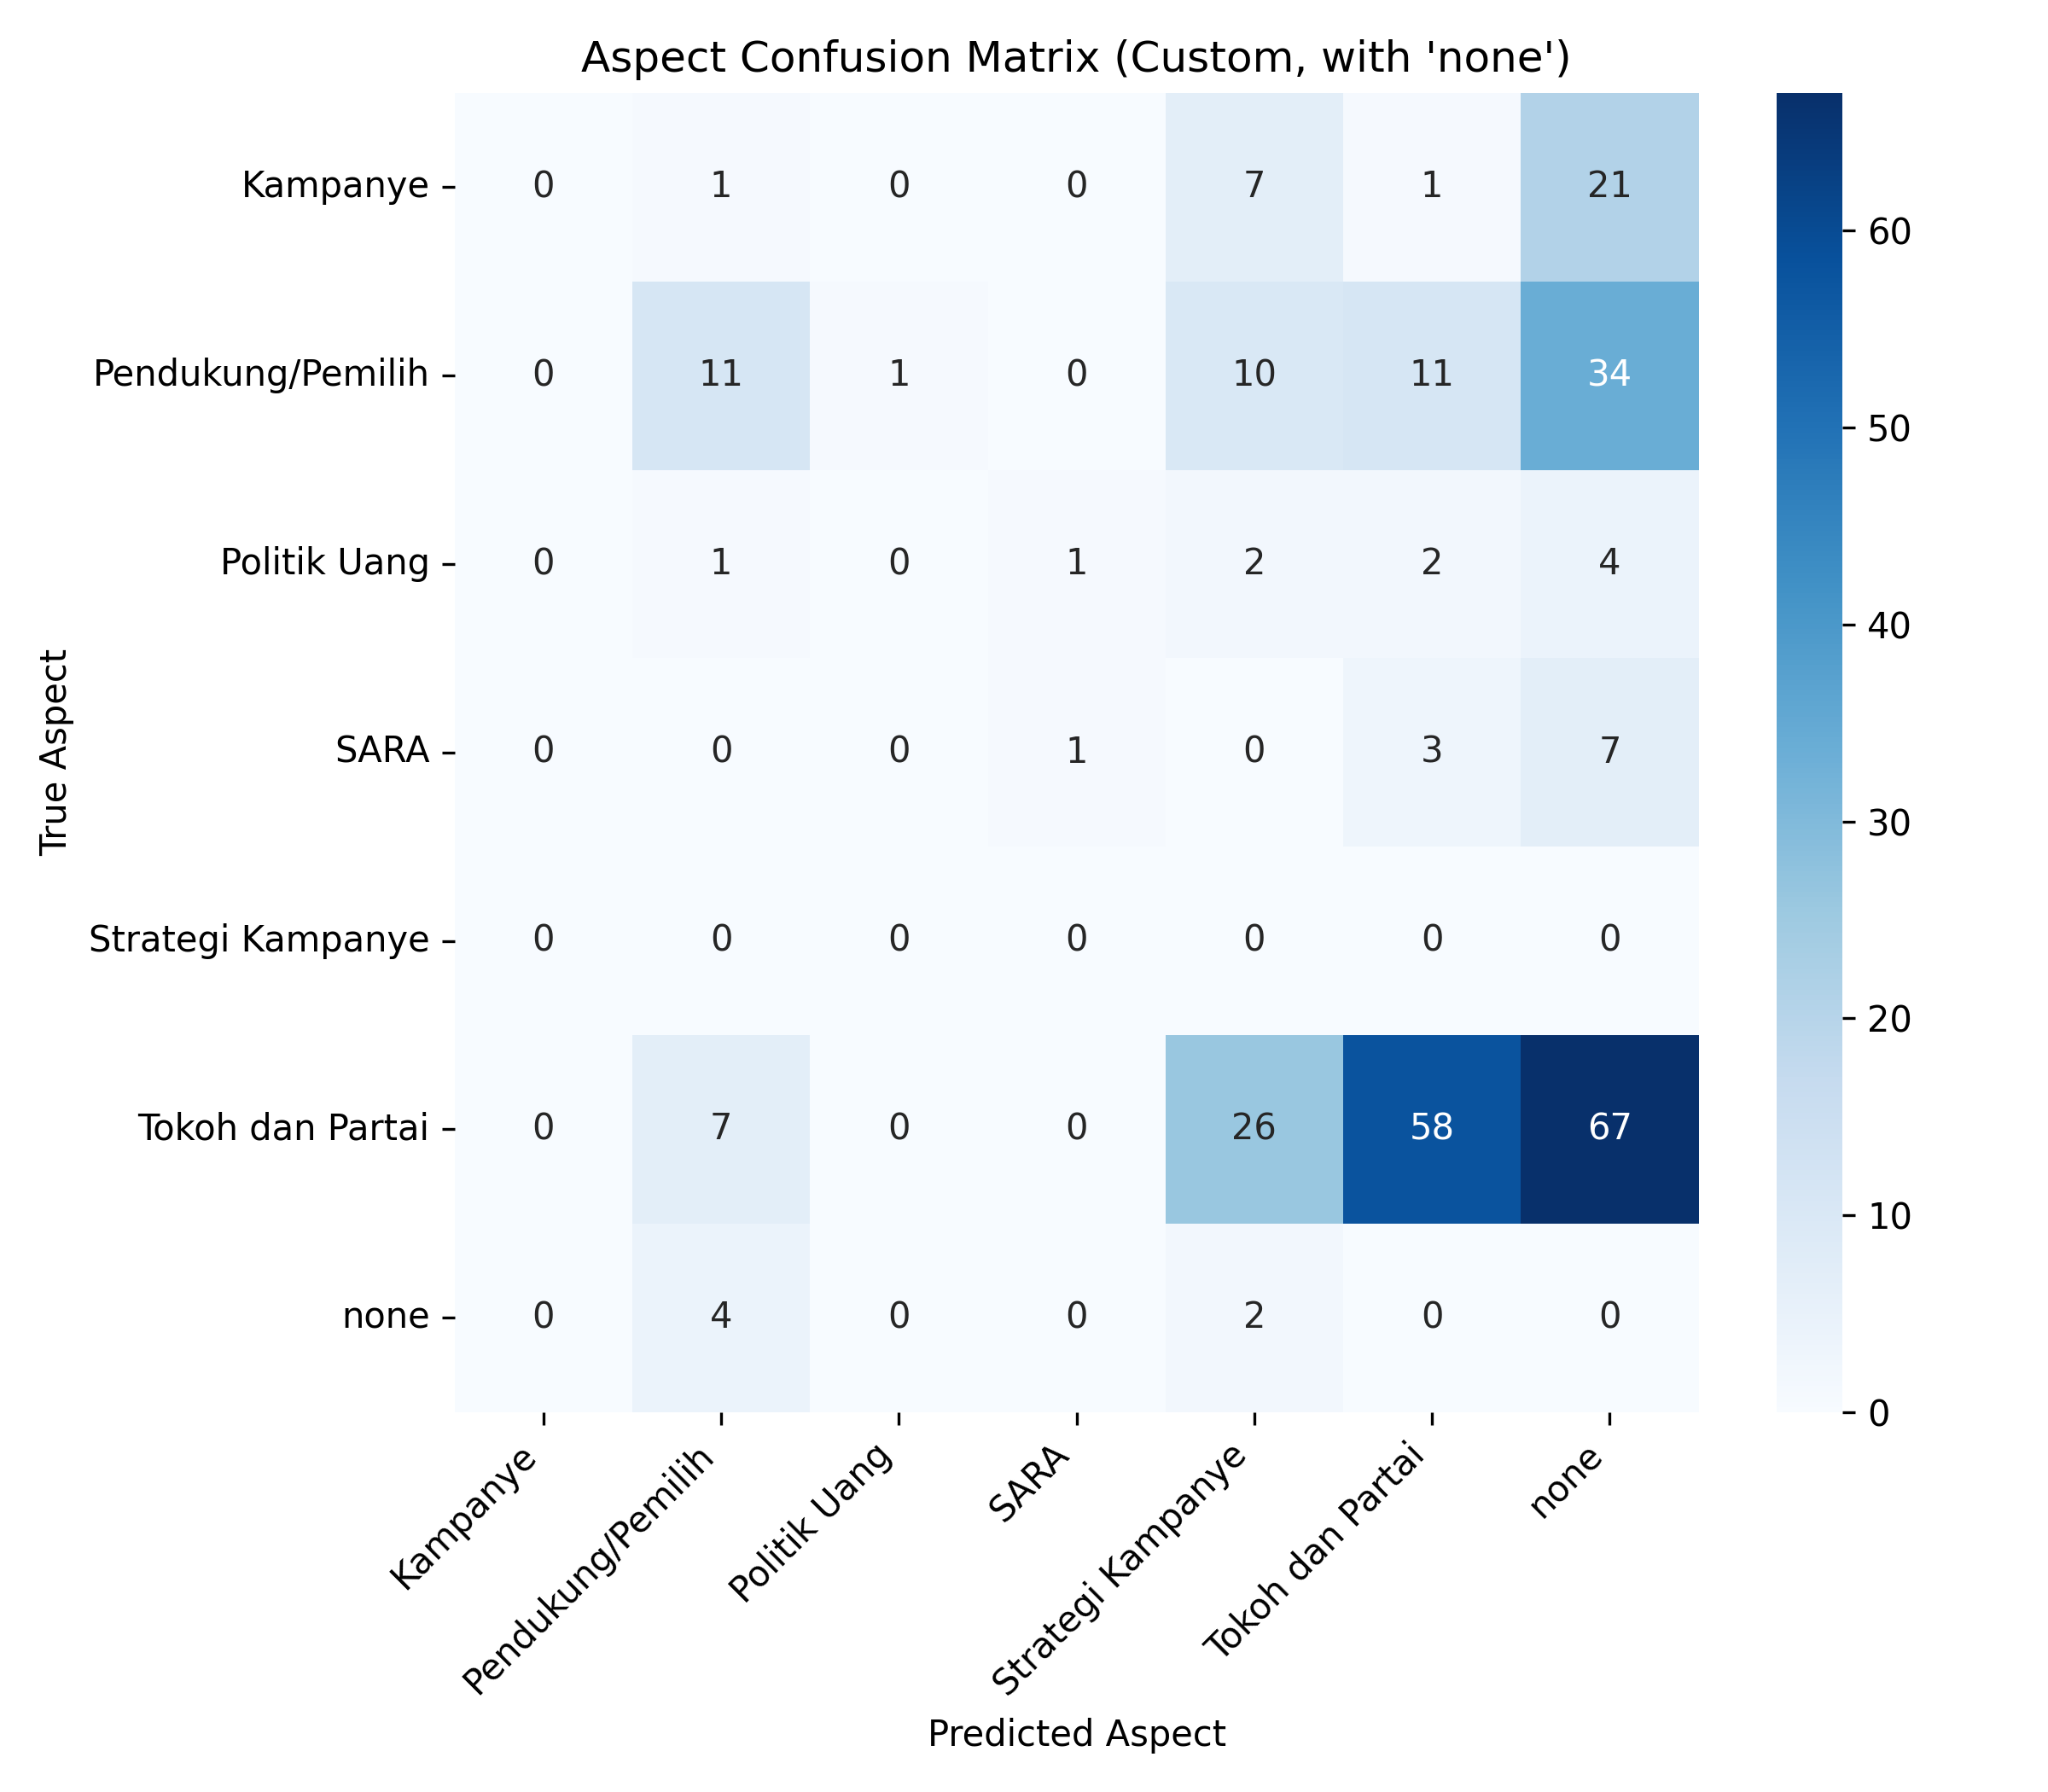 Aspect Confusion Matrix (Custom, with 'none')
True Aspect
Kampanye 0 1 0 0 7 1 21
Pendukung/Pemilih 0 11 1 0 10 11 34
Politik Uang 0 1 0 1 2 2 4
SARA 0 0 0 1 0 3 7
Strategi Kampanye 0 0 0 0 0 0 0
Tokoh dan Partai 0 7 0 0 26 58 67
none 0 4 0 0 2 0 0
Kampanye
Pendukung/Pemilih
Politik Uang
SARA
Strategi Kampanye
Tokoh dan Partai
none
Predicted Aspect
60
50
40
30
20
10
0